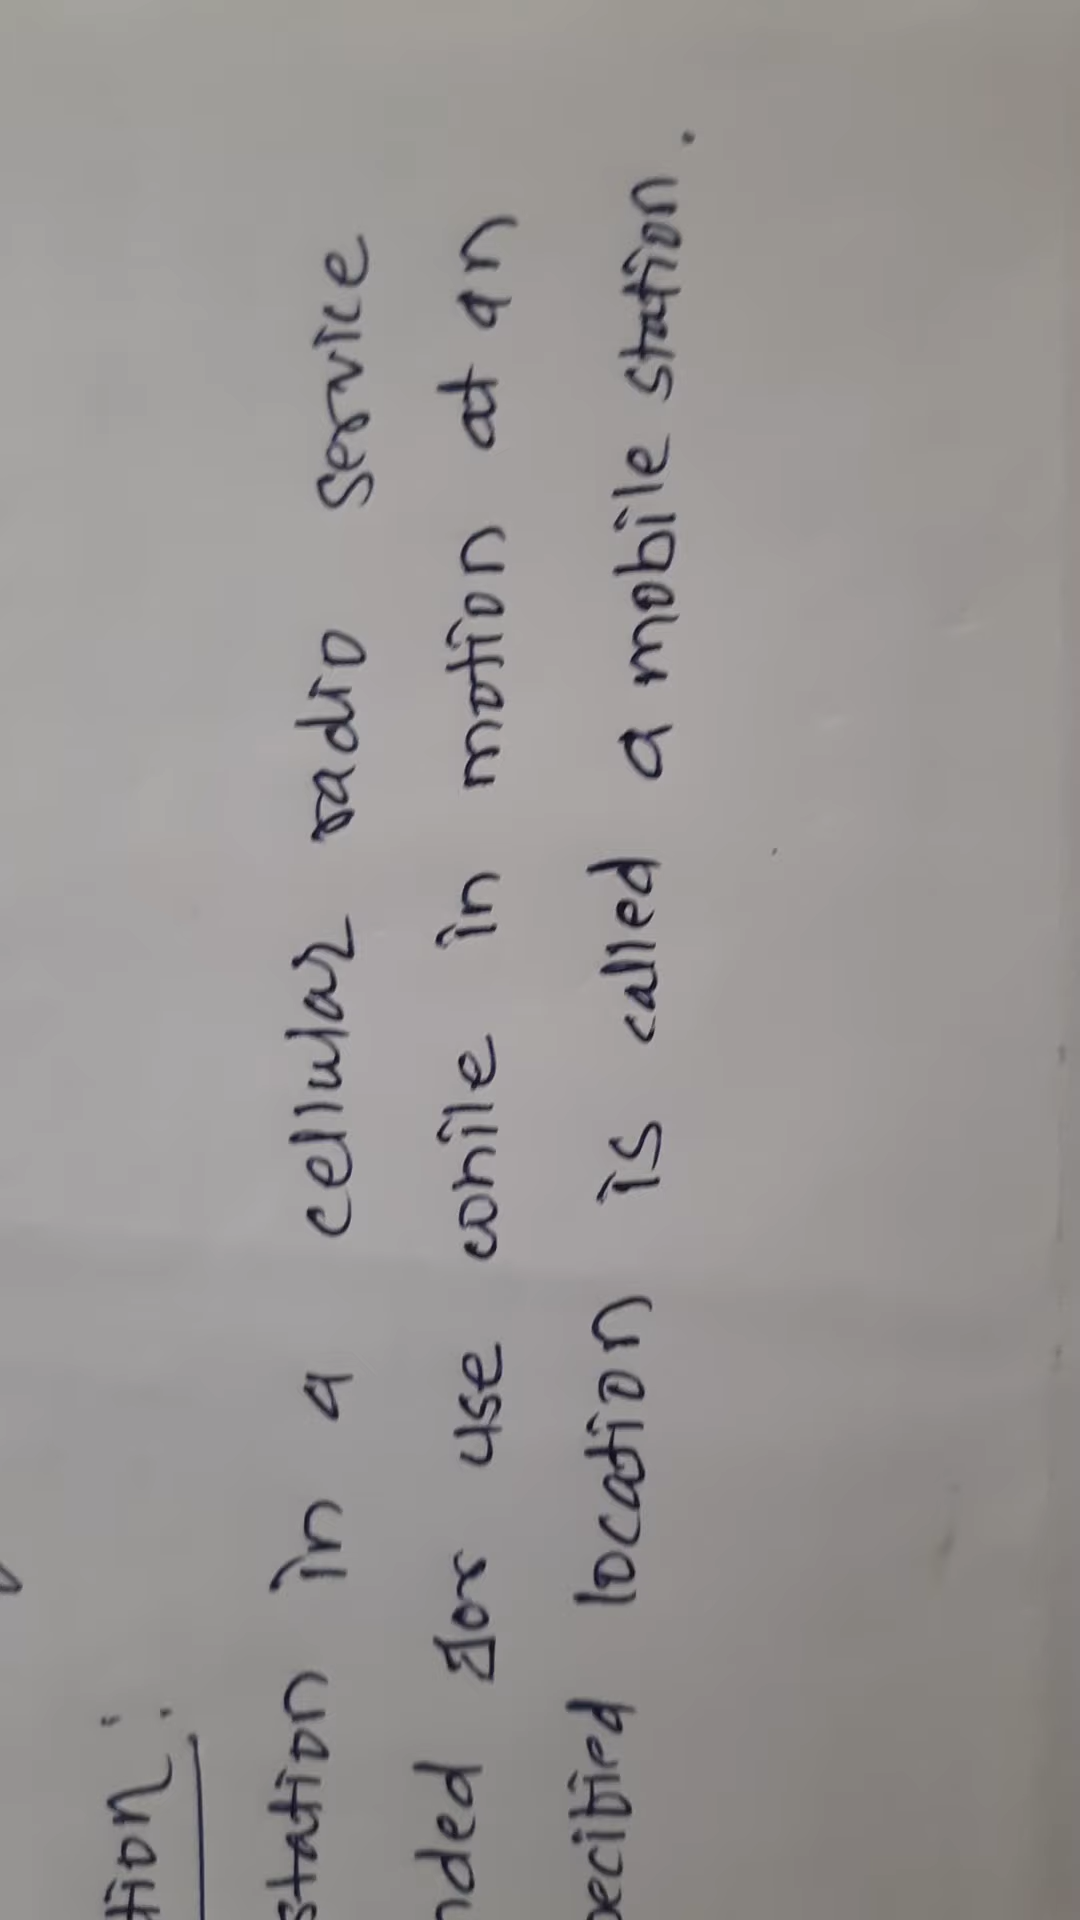 tion :
station in a cellular radio service
nded for use while in motion at an
pecified location is called a mobile station.